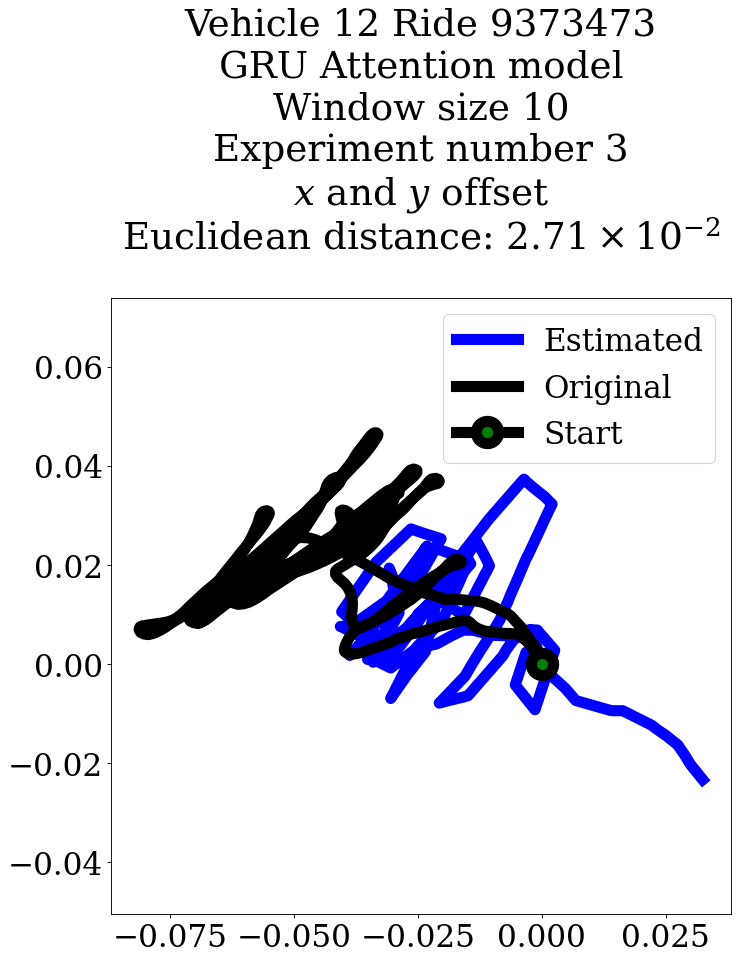 Vehicle 12 Ride 9373473
GRU Attention model
Window size 10
Experiment number 3
x and y offset
Euclidean distance: 2.71 × 10⁻²
Estimated
Original
Start
0.06
0.04
0.02
0.00
−0.02
−0.04
−0.075 −0.050 −0.025 0.000 0.025